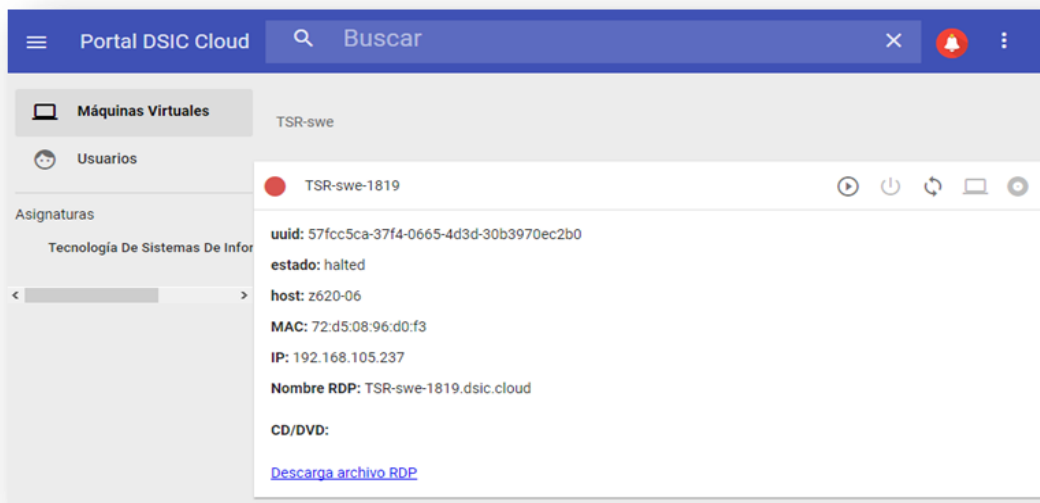 Portal DSIC Cloud
Buscar
Máquinas Virtuales
Usuarios
Asignaturas
Tecnología De Sistemas De Infor
TSR-swe
TSR-swe-1819
uuid: 57fcc5ca-37f4-0665-4d3d-30b3970ec2b0
estado: halted
host: z620-06
MAC: 72:d5:08:96:d0:f3
IP: 192.168.105.237
Nombre RDP: TSR-swe-1819.dsic.cloud
CD/DVD:
Descarga archivo RDP